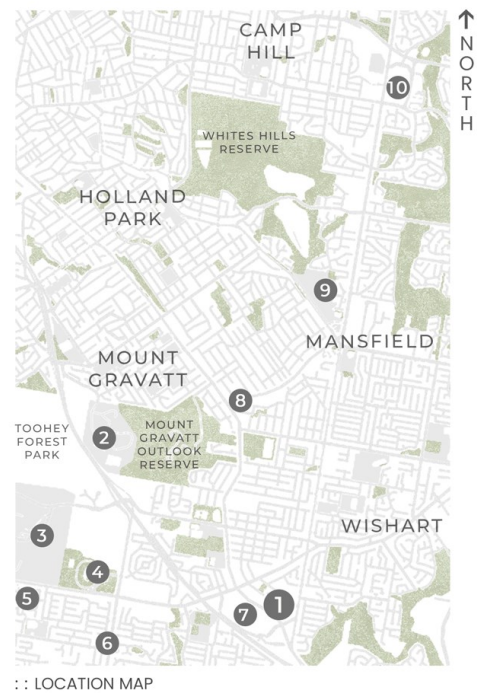 CAMP
HILL
NORTH
10
WHITES HILLS
RESERVE
HOLLAND
PARK
9
MANSFIELD
MOUNT
GRAVATT
8
TOOHEY
FOREST
PARK
2
MOUNT
GRAVATT
OUTLOOK
RESERVE
WISHART
3
4
5
7
1
6
: : LOCATION MAP